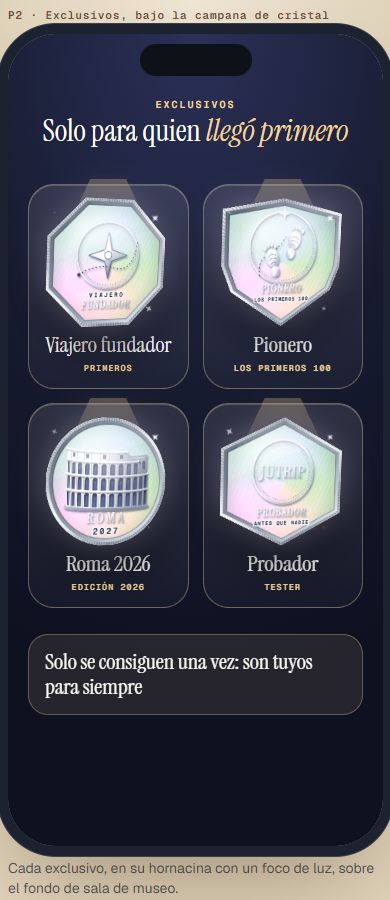 P2 · Exclusivos, bajo la campana de cristal
EXCLUSIVOS
Solo para quien llegó primero
VIAJERO
FUNDADOR
Viajero fundador
PRIMEROS
PIONERO
LOS PRIMEROS 100
Pionero
LOS PRIMEROS 100
ROMA
2027
Roma 2026
EDICIÓN 2026
JUTRIP
PROBADOR
ANTES QUE NADIE
Probador
TESTER
Solo se consiguen una vez: son tuyos
para siempre
Cada exclusivo, en su hornacina con un foco de luz, sobre
el fondo de sala de museo.